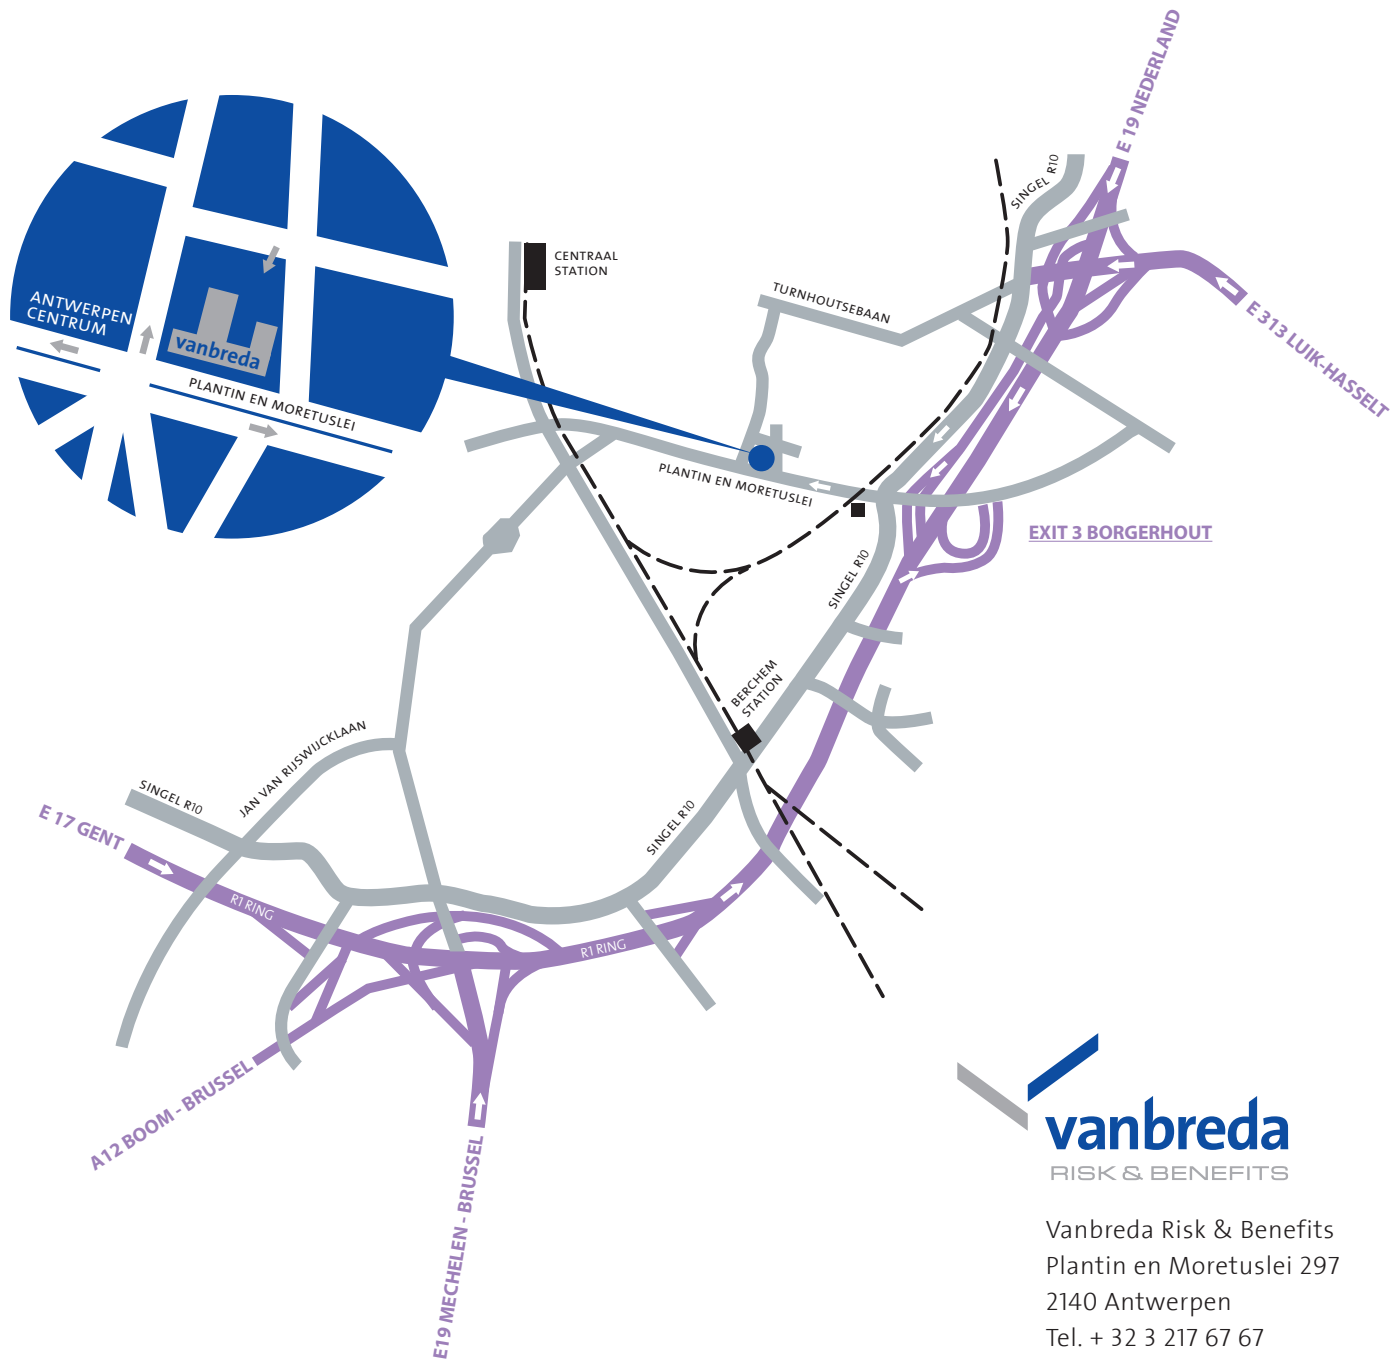 E 19 NEDERLAND
SINGEL R10
CENTRAAL
STATION
TURNHOUTSEBAAN
E 313 LUIK-HASSELT
ANTWERPEN
CENTRUM
vanbreda
PLANTIN EN MORETUSLEI
PLANTIN EN MORETUSLEI
EXIT 3 BORGERHOUT
SINGEL R10
BERCHEM
STATION
JAN VAN RIJSWIJCKLAAN
SINGEL R10
E 17 GENT
SINGEL R10
R1 RING
R1 RING
A12 BOOM - BRUSSEL
E19 MECHELEN - BRUSSEL
vanbreda
RISK & BENEFITS
Vanbreda Risk & Benefits
Plantin en Moretuslei 297
2140 Antwerpen
Tel. + 32 3 217 67 67